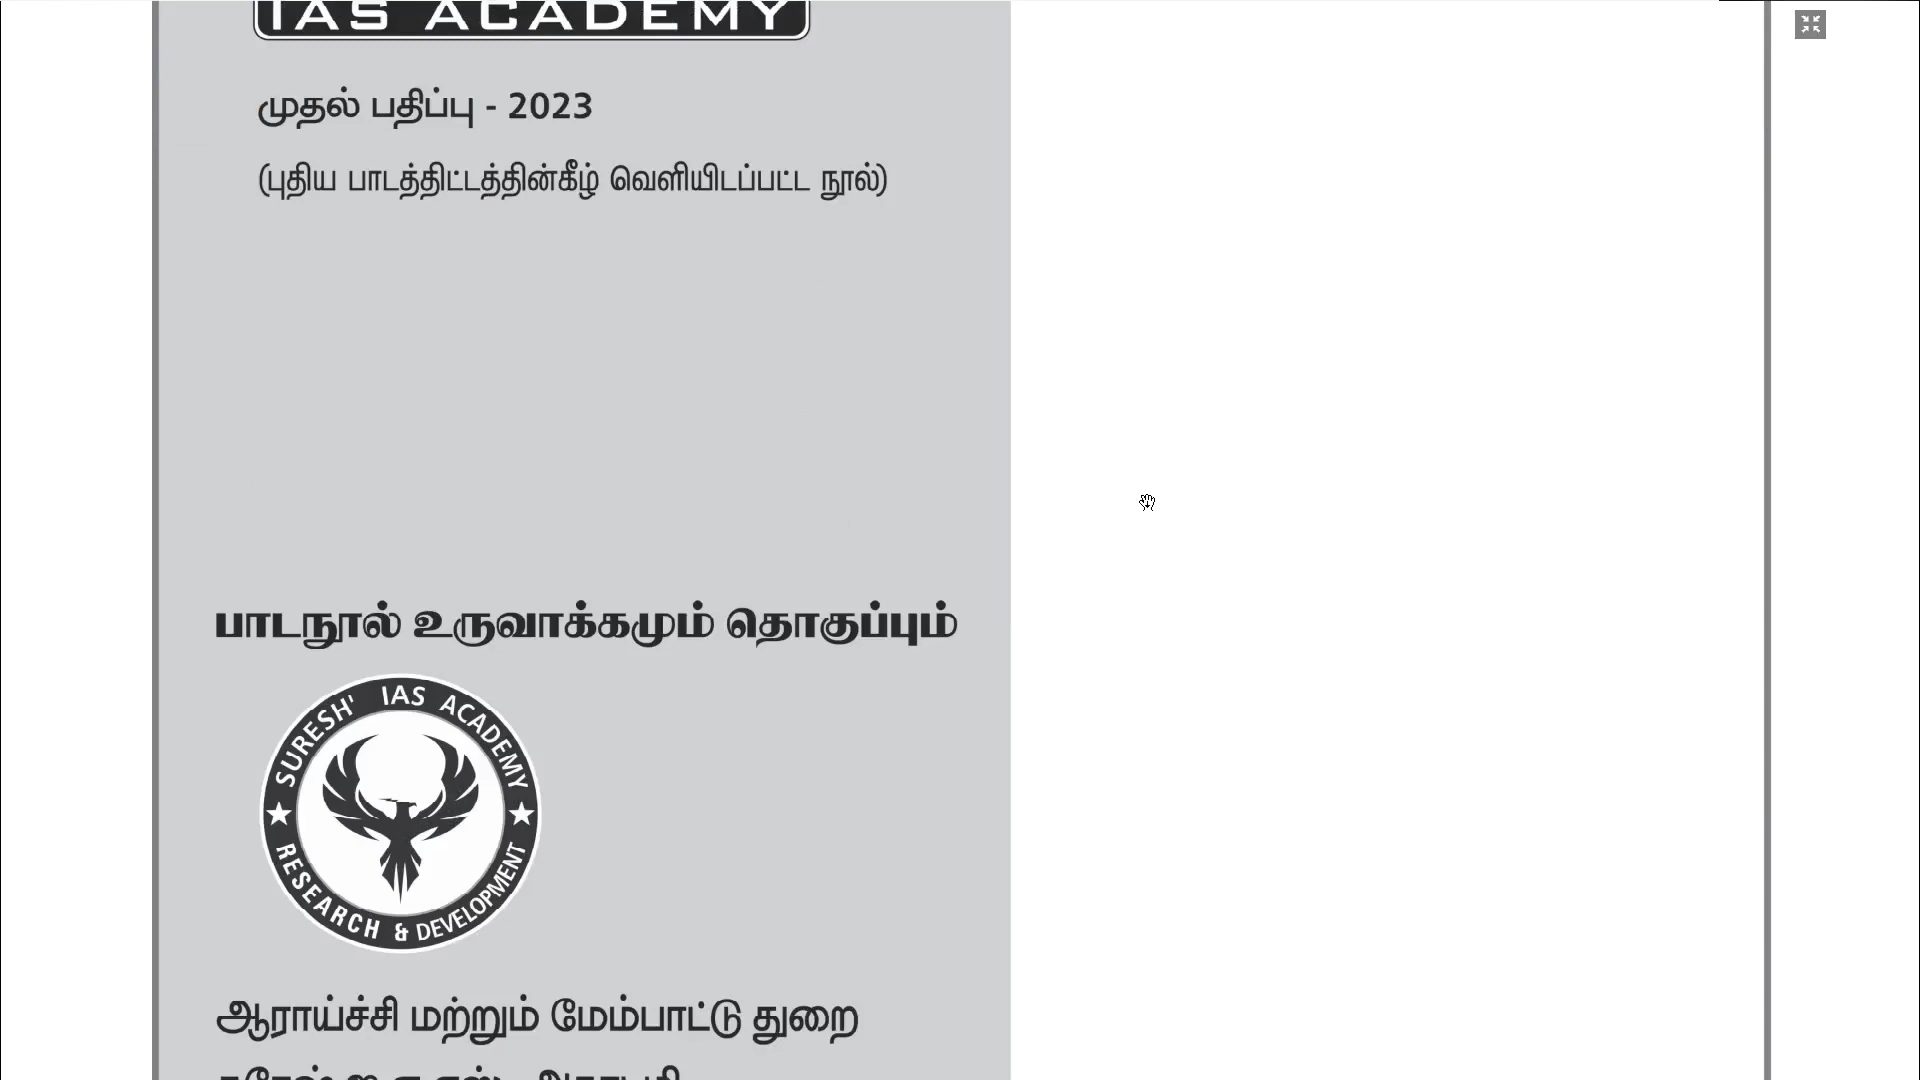 IAS ACADEMY
முதல் பதிப்பு - 2023
(புதிய பாடத்திட்டத்தின்கீழ் வெளியிடப்பட்ட நூல்)
பாடநூல் உருவாக்கமும் தொகுப்பும்
SURESH' IAS ACADEMY
RESEARCH & DEVELOPMENT
ஆராய்ச்சி மற்றும் மேம்பாட்டு துறை